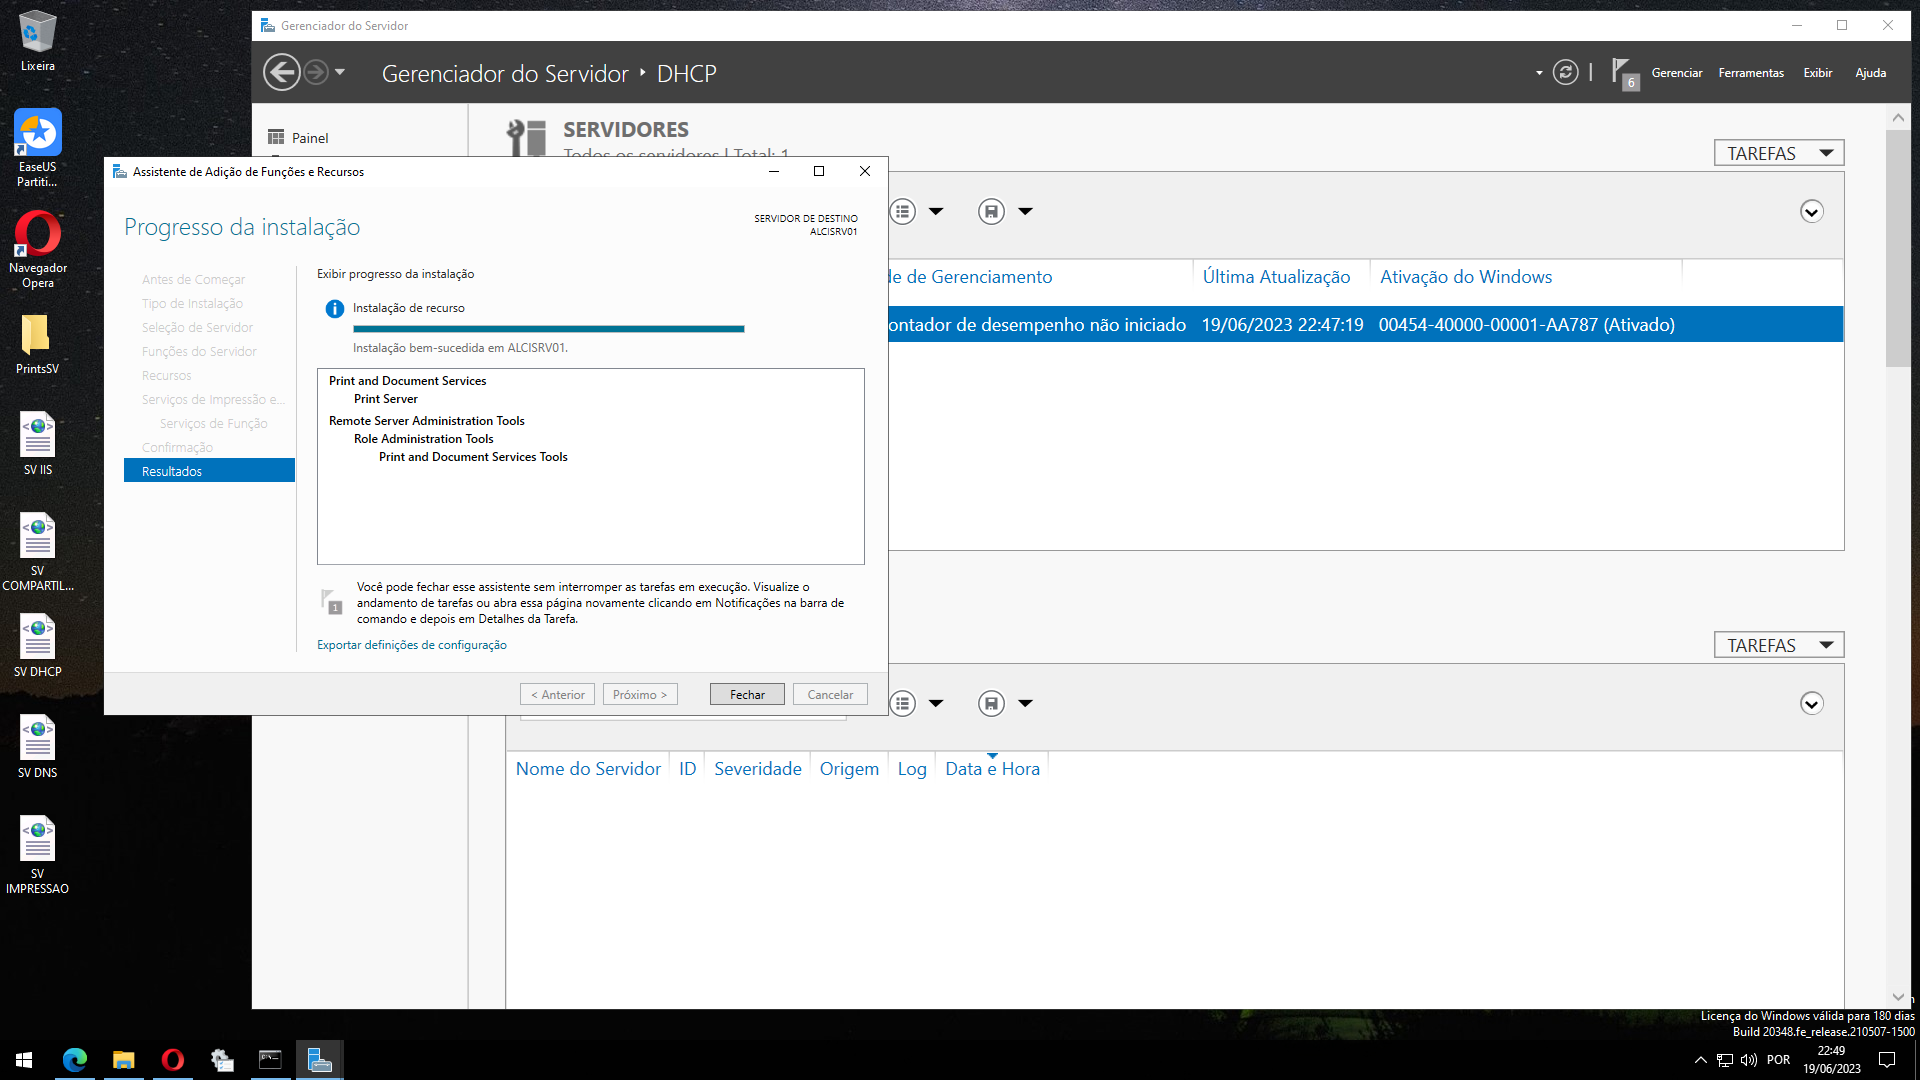 Lixeira
EaseUS
Partiti...
Navegador
Opera
PrintsSV
SV IIS
SV
COMPARTIL...
SV DHCP
SV DNS
SV
IMPRESSAO
Gerenciador do Servidor
Gerenciador do Servidor ‣ DHCP
6
Gerenciar
Ferramentas
Exibir
Ajuda
Painel
SERVIDORES
Todos os servidores | Total: 1
TAREFAS
de de Gerenciamento
Última Atualização
Ativação do Windows
ontador de desempenho não iniciado
19/06/2023 22:47:19
00454-40000-00001-AA787 (Ativado)
Assistente de Adição de Funções e Recursos
Progresso da instalação
SERVIDOR DE DESTINO
ALCISRV01
Antes de Começar
Tipo de Instalação
Seleção de Servidor
Funções do Servidor
Recursos
Serviços de Impressão e...
Serviços de Função
Confirmação
Resultados
Exibir progresso da instalação
Instalação de recurso
Instalação bem-sucedida em ALCISRV01.
Print and Document Services
Print Server
Remote Server Administration Tools
Role Administration Tools
Print and Document Services Tools
1
Você pode fechar esse assistente sem interromper as tarefas em execução. Visualize o
andamento de tarefas ou abra essa página novamente clicando em Notificações na barra de
comando e depois em Detalhes da Tarefa.
Exportar definições de configuração
< Anterior
Próximo >
Fechar
Cancelar
TAREFAS
Nome do Servidor
ID
Severidade
Origem
Log
Data e Hora
Licença do Windows válida para 180 dias
Build 20348.fe_release.210507-1500
POR
22:49
19/06/2023